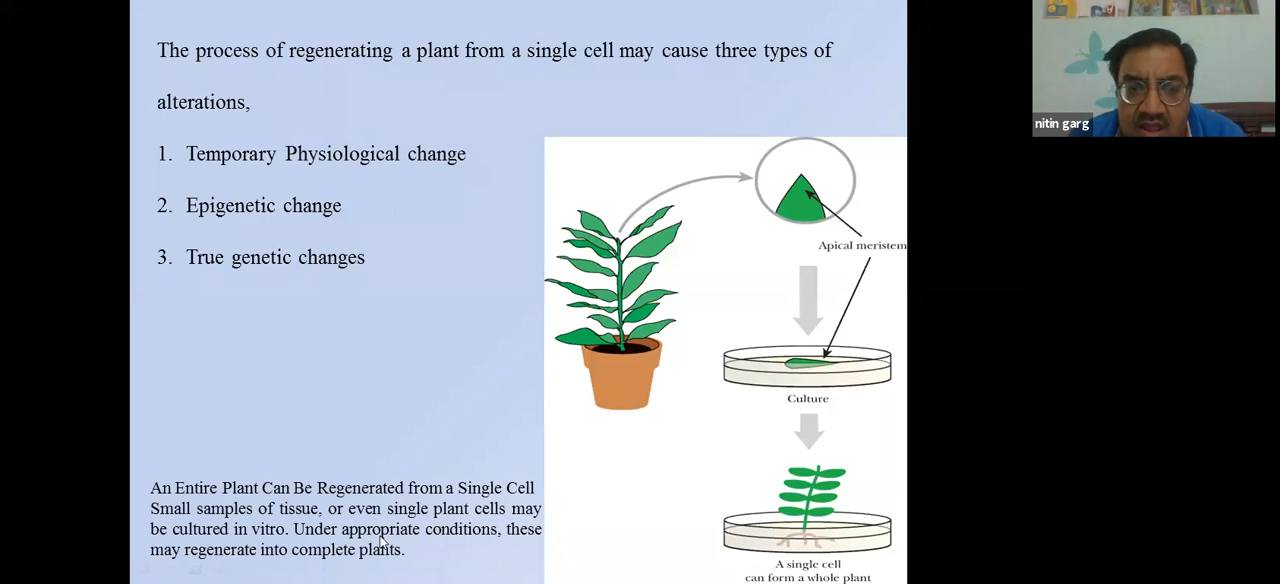 The process of regenerating a plant from a single cell may cause three types of
alterations,
1. Temporary Physiological change
2. Epigenetic change
3. True genetic changes
Apical meristem
Culture
An Entire Plant Can Be Regenerated from a Single Cell
Small samples of tissue, or even single plant cells may
be cultured in vitro. Under appropriate conditions, these
may regenerate into complete plants.
A single cell
can form a whole plant
nitin garg